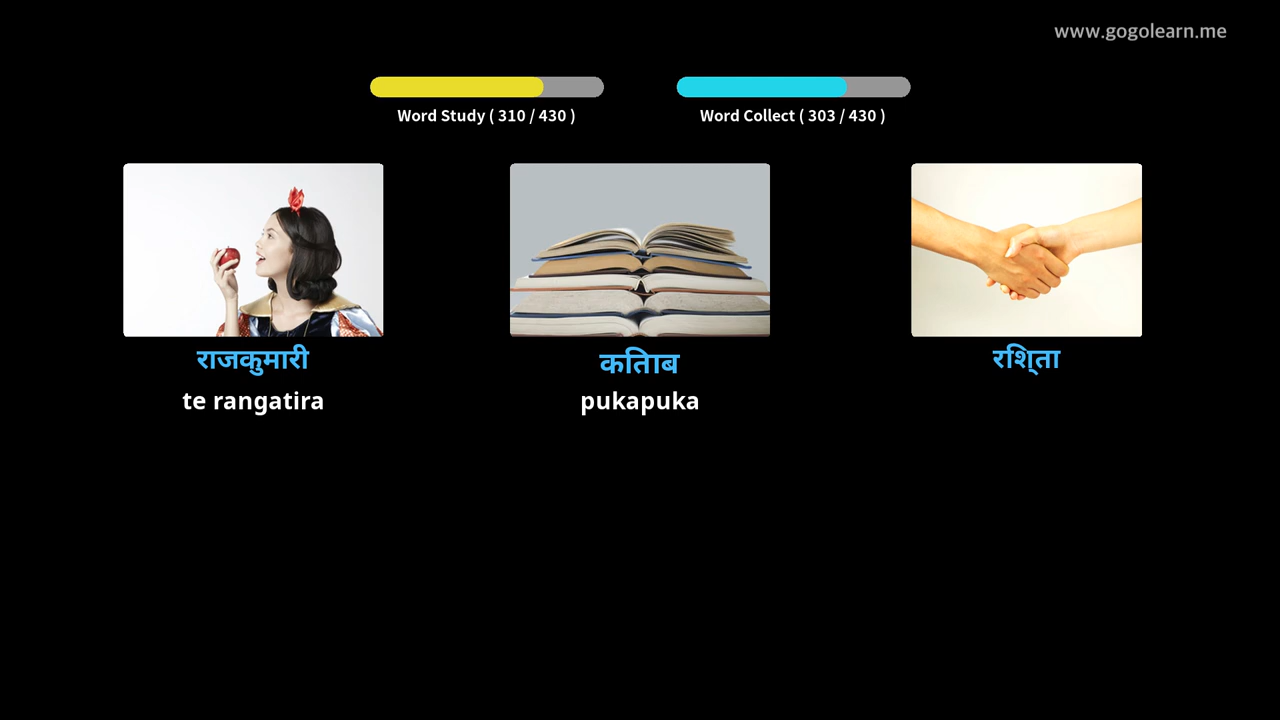 www.gogolearn.me
Word Study ( 310 / 430 )
Word Collect ( 303 / 430 )
राजकुमारी
किताब
रिश्ता
te rangatira
pukapuka